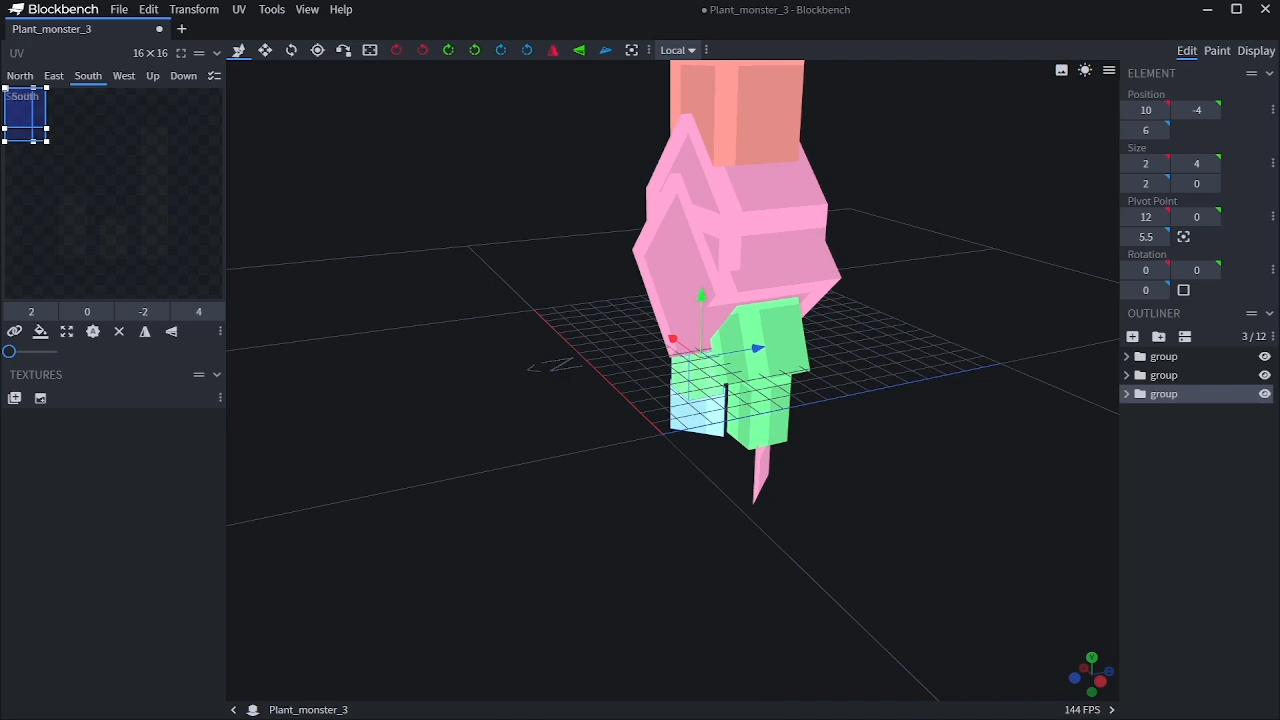 Blockbench File Edit Transform UV Tools View Help
Plant_monster_3 - Blockbench
Plant_monster_3
UV 16×16
North East South West Up Down
South
2 0 -2 4
TEXTURES
Local
Edit Paint Display
ELEMENT
Position
10 -4
6
Size
2 4
2 0
Pivot Point
12 0
5.5
Rotation
0 0
0
OUTLINER
3 / 12
group
group
group
Plant_monster_3
144 FPS